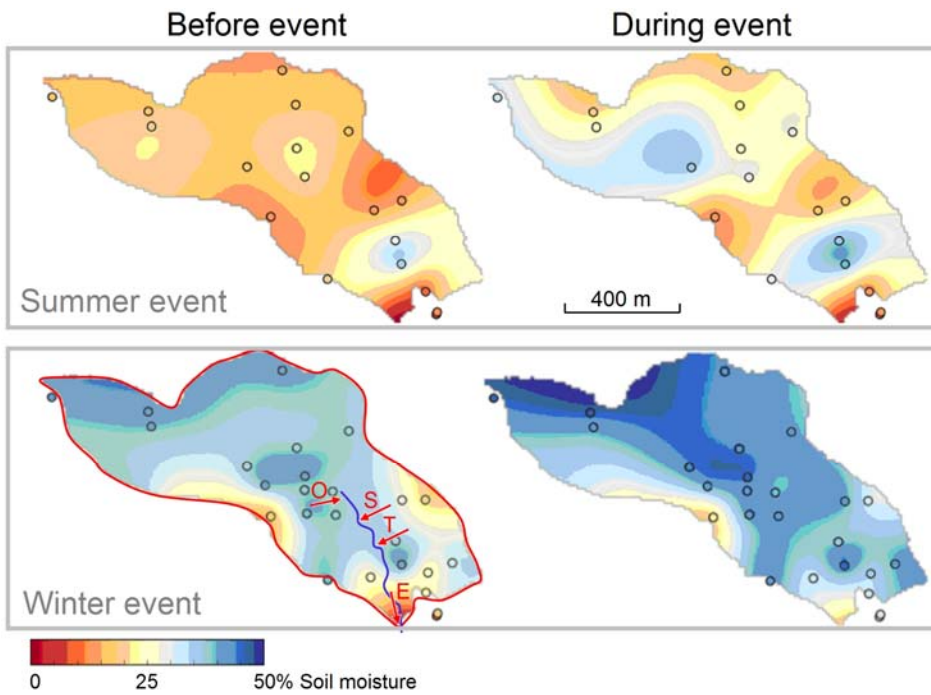 Before event
During event
Summer event
400 m
O
S
T
E
Winter event
0
25
50% Soil moisture